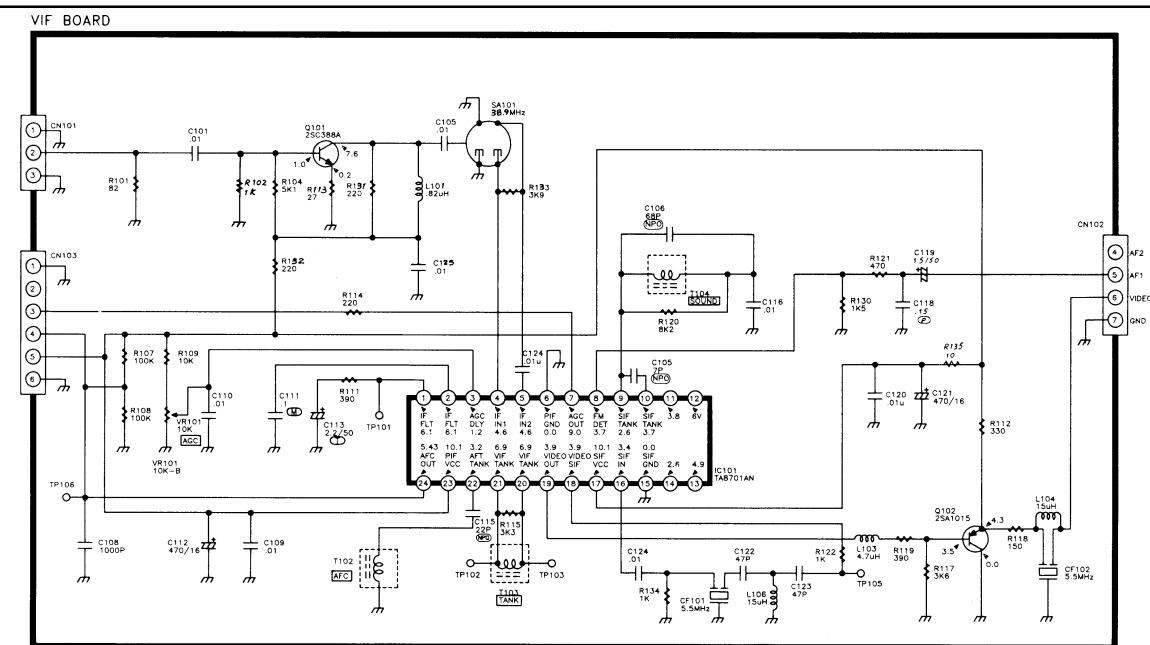 VIF BOARD
CN101
1
2
3
R101
82
C101
.01
R102
1K
R104
5K1
Q101
2SC388A
1.0
7.6
0.2
R113
27
R131
220
L101
.82uH
C105
.01
SA101
38.9MHz
R133
3K9
R132
220
C125
.01
CN103
1
2
3
4
5
6
R114
220
R107
100K
R109
10K
R108
100K
VR101
10K
AGC
VR101
10K-B
C110
.01
C111
.1
M
C113
2.2/50
T
R111
390
TP101
C124
.01u
C106
68P
NPO
T104
SOUND
R120
8K2
C116
.01
C105
7P
NPO
R130
1K5
R121
470
C119
15/50
C118
.15
P
CN102
4
AF2
5
AF1
6
VIDEO
7
GND
C120
.01u
C121
470/16
R135
10
R112
330
1
2
3
4
5
6
7
8
9
10
11
12
IF FLT 6.1
IF FLT 6.1
AGC DLY 1.2
IF IN1 4.6
IF IN2 4.6
PIF GND 0.0
AGC OUT 9.0
FM DET 3.7
SIF TANK 2.6
SIF TANK 3.7
3.8
6V
5.43 AFC OUT
10.1 PIF VCC
3.2 AFT TANK
6.9 VIF TANK
6.9 VIF TANK
3.9 VIDEO OUT
3.9 VIDEO SIF
10.1 SIF VCC
3.4 SIF IN
0.0 SIF GND
2.6
4.9
24
23
22
21
20
19
18
17
16
15
14
13
IC101
TA8701AN
TP106
C108
1000P
C112
470/16
C109
.01
T102
AFC
C115
22P
NPO
R115
3K3
TP102
TP103
T103
TANK
C124
.01
R134
1K
CF101
5.5MHz
C122
47P
L106
15uH
C123
47P
R122
1K
TP105
L103
4.7uH
R119
390
R117
3K6
Q102
2SA1015
4.3
3.5
0.0
R118
150
L104
15uH
CF102
5.5MHz